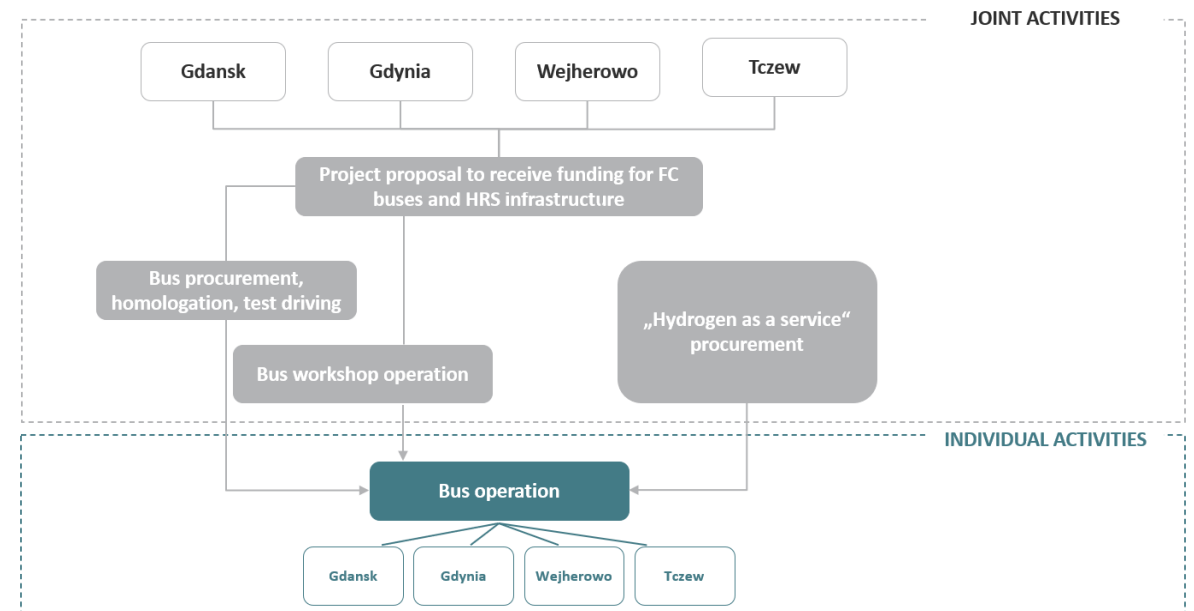 JOINT ACTIVITIES
Gdansk
Gdynia
Wejherowo
Tczew
Project proposal to receive funding for FC
buses and HRS infrastructure
Bus procurement,
homologation, test driving
„Hydrogen as a service“
procurement
Bus workshop operation
INDIVIDUAL ACTIVITIES
Bus operation
Gdansk
Gdynia
Wejherowo
Tczew